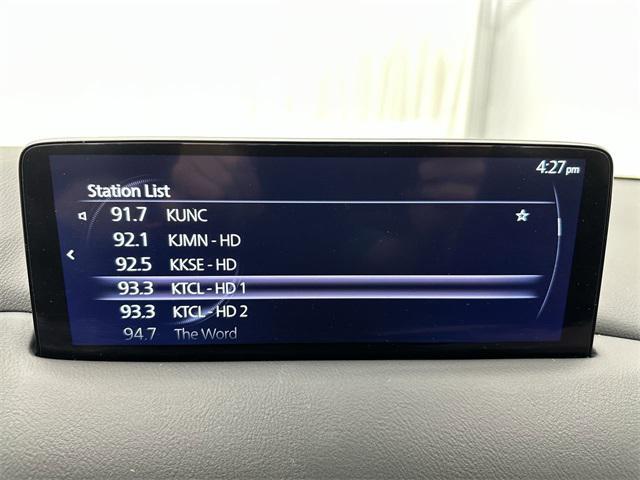 4:27 pm
Station List
91.7 KUNC
92.1 KJMN - HD
92.5 KKSE - HD
93.3 KTCL - HD 1
93.3 KTCL - HD 2
94.7 The Word